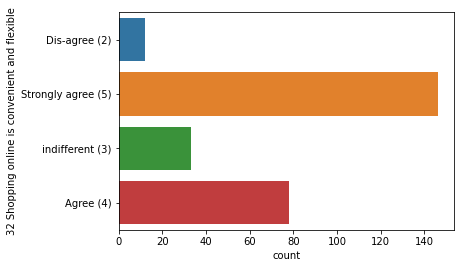 32 Shopping online is convenient and flexible
Dis-agree (2)
Strongly agree (5)
indifferent (3)
Agree (4)
0 20 40 60 80 100 120 140
count